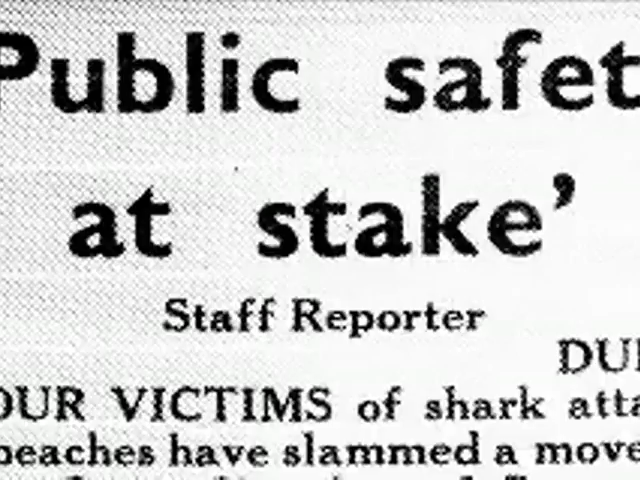 Public safet
at stake’
Staff Reporter
DU
OUR VICTIMS of shark atta
beaches have slammed a move